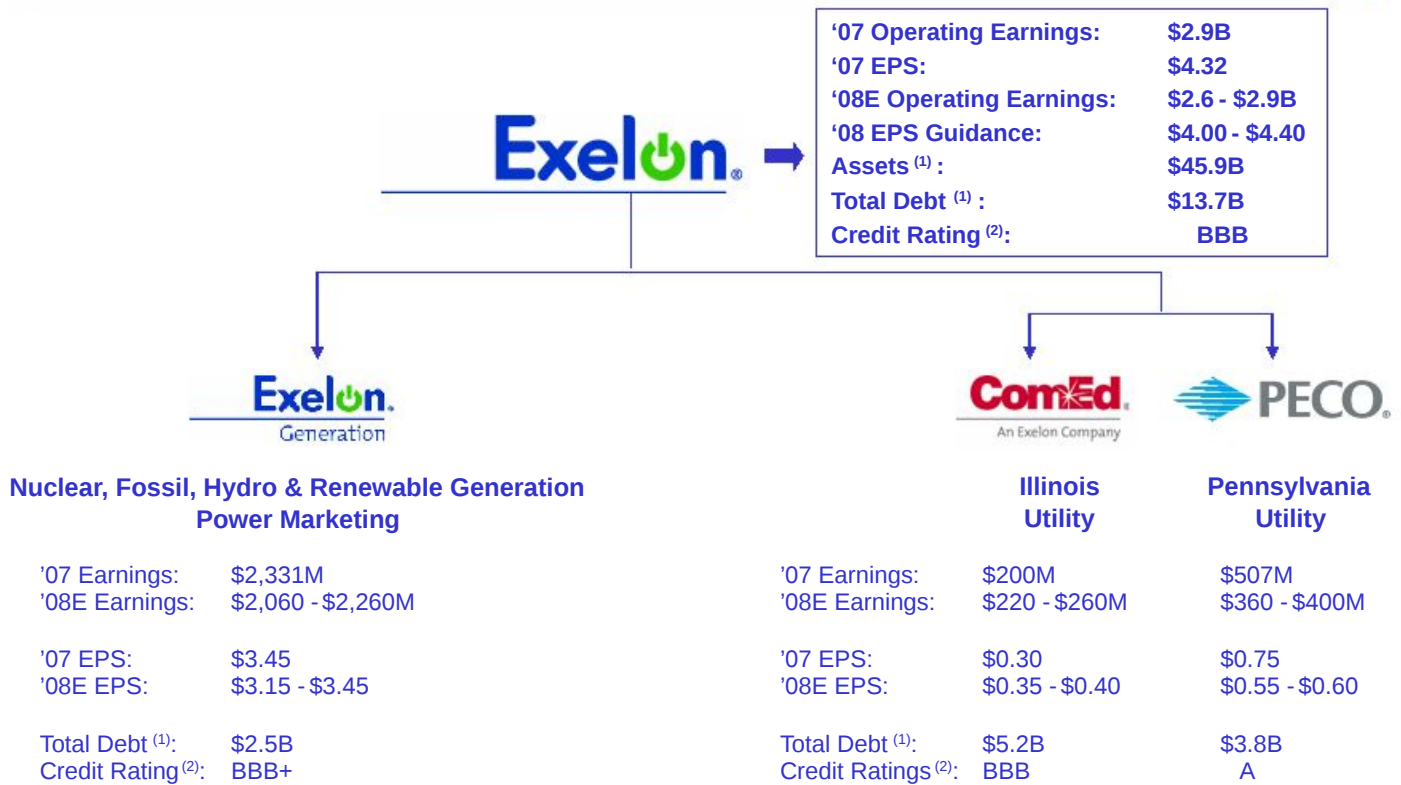 ‘07 Operating Earnings: $2.9B
‘07 EPS: $4.32
‘08E Operating Earnings: $2.6 - $2.9B
‘08 EPS Guidance: $4.00 - $4.40
Assets (1) : $45.9B
Total Debt (1) : $13.7B
Credit Rating (2): BBB
Exelon®
Exelon.
Generation
ComEd.
An Exelon Company
PECO®
Nuclear, Fossil, Hydro & Renewable Generation
Power Marketing
’07 Earnings: $2,331M
’08E Earnings: $2,060 - $2,260M
’07 EPS: $3.45
’08E EPS: $3.15 - $3.45
Total Debt (1): $2.5B
Credit Rating (2): BBB+
Illinois Pennsylvania
Utility Utility
’07 Earnings: $200M $507M
’08E Earnings: $220 - $260M $360 - $400M
’07 EPS: $0.30 $0.75
’08E EPS: $0.35 - $0.40 $0.55 - $0.60
Total Debt (1): $5.2B $3.8B
Credit Ratings (2): BBB A